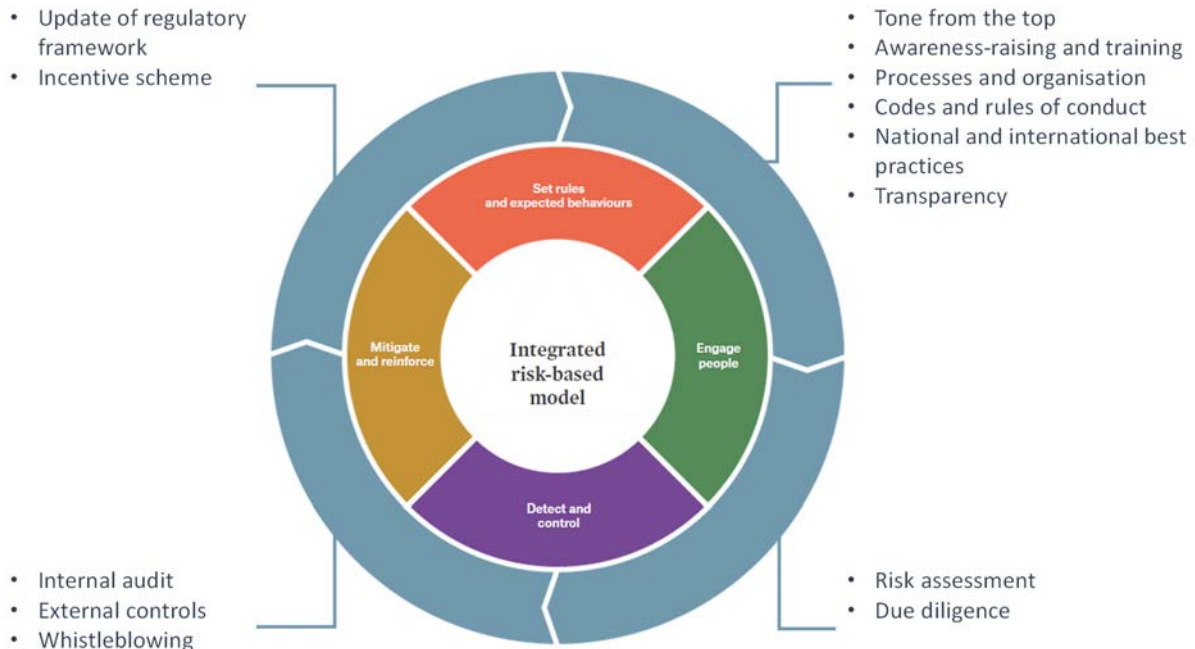 • Update of regulatory
framework
• Incentive scheme
• Tone from the top
• Awareness-raising and training
• Processes and organisation
• Codes and rules of conduct
• National and international best
practices
• Transparency
Set rules
and expected behaviours
Mitigate
and reinforce
Integrated
risk-based
model
Engage
people
Detect and
control
• Internal audit
• External controls
• Whistleblowing
• Risk assessment
• Due diligence